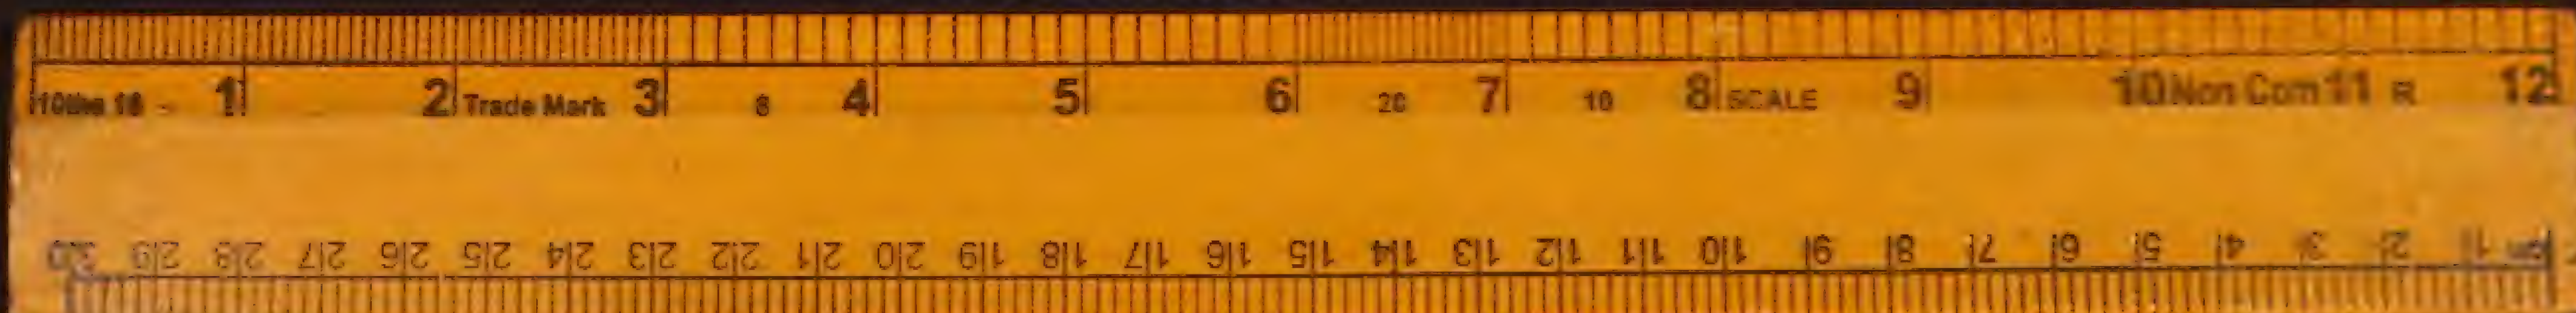 10ths 16 1 2 Trade Mark 3 8 4 5 6 20 7 10 8 SCALE 9 10 Non Com 11 R 12
cm 1 2 3 4 5 6 7 8 9 10 11 12 13 14 15 16 17 18 19 20 21 22 23 24 25 26 27 28 29 30